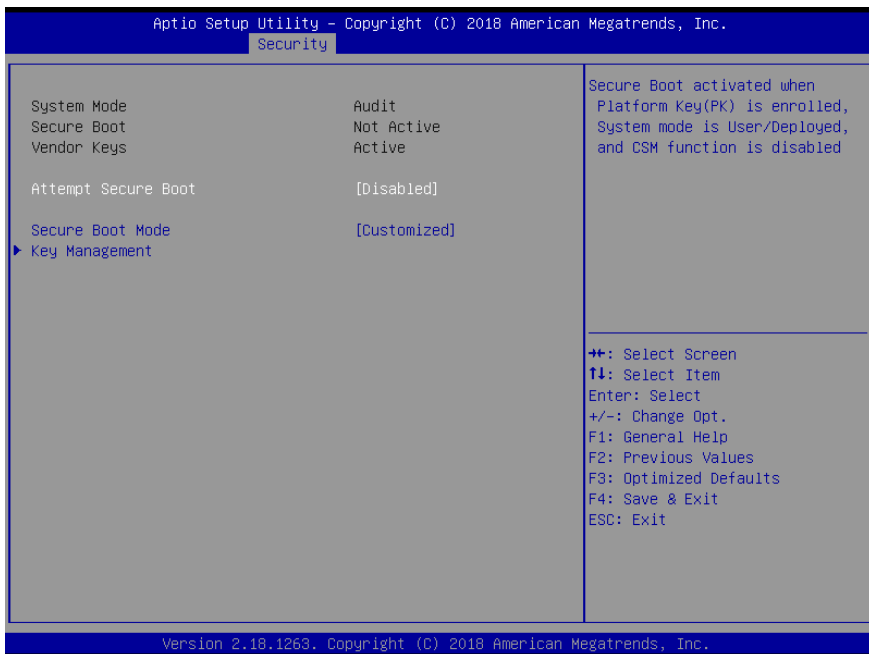 Aptio Setup Utility – Copyright (C) 2018 American Megatrends, Inc.
Security
System Mode Audit
Secure Boot Not Active
Vendor Keys Active
Attempt Secure Boot [Disabled]
Secure Boot Mode [Customized]
Key Management
Secure Boot activated when
Platform Key(PK) is enrolled,
System mode is User/Deployed,
and CSM function is disabled
→←: Select Screen
↑↓: Select Item
Enter: Select
+/-: Change Opt.
F1: General Help
F2: Previous Values
F3: Optimized Defaults
F4: Save & Exit
ESC: Exit
Version 2.18.1263. Copyright (C) 2018 American Megatrends, Inc.